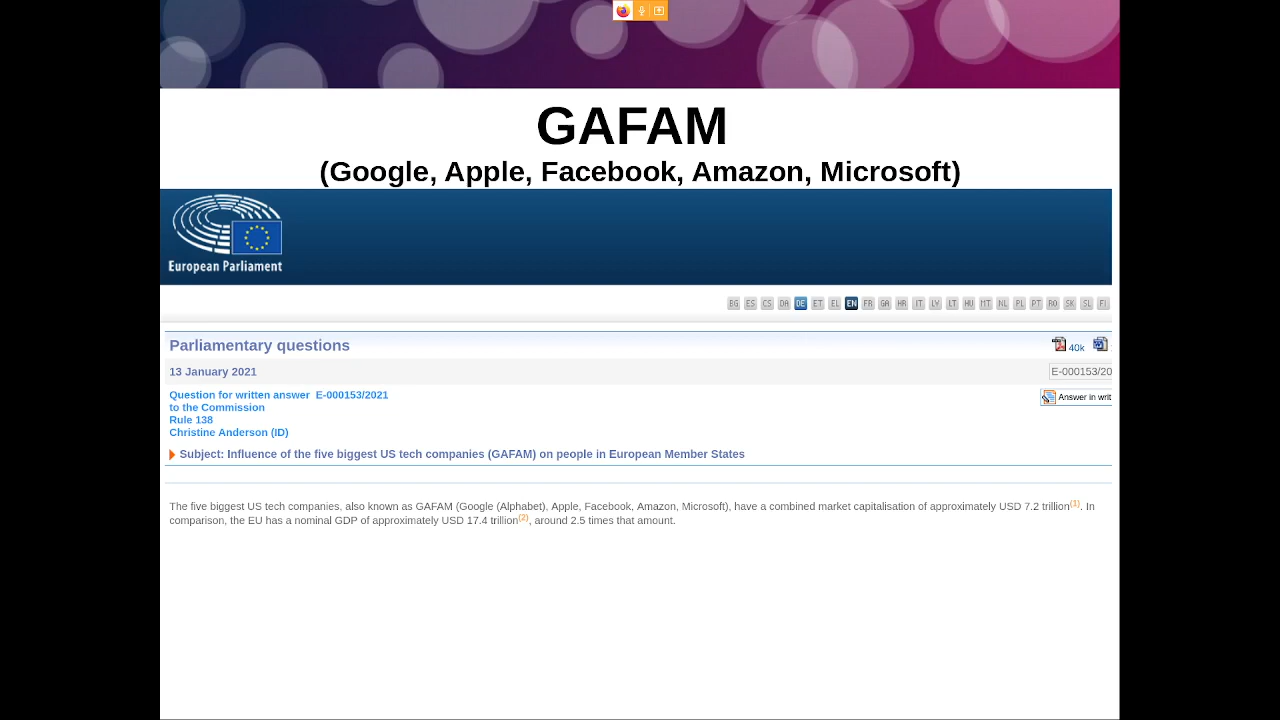 GAFAM
(Google, Apple, Facebook, Amazon, Microsoft)
European Parliament
BG ES CS DA DE ET EL EN FR GA HR IT LV LT HU MT NL PL PT RO SK SL FI
Parliamentary questions
40k
13 January 2021
E-000153/20
Question for written answer E-000153/2021
Answer in writ
to the Commission
Rule 138
Christine Anderson (ID)
Subject: Influence of the five biggest US tech companies (GAFAM) on people in European Member States
The five biggest US tech companies, also known as GAFAM (Google (Alphabet), Apple, Facebook, Amazon, Microsoft), have a combined market capitalisation of approximately USD 7.2 trillion(1). In
comparison, the EU has a nominal GDP of approximately USD 17.4 trillion(2), around 2.5 times that amount.